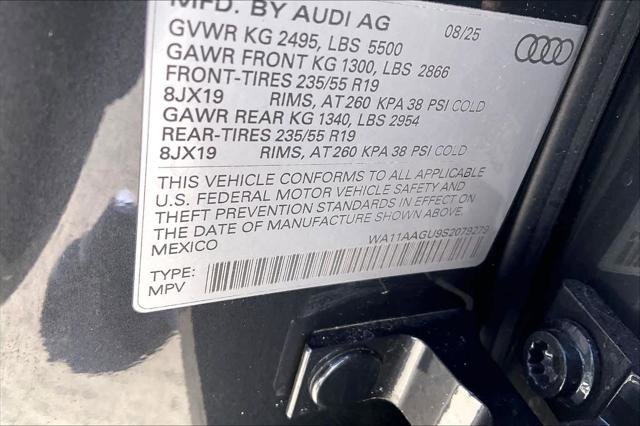 MFD. BY AUDI AG 08/25
GVWR KG 2495, LBS 5500
GAWR FRONT KG 1300, LBS 2866
FRONT-TIRES 235/55 R19
8JX19 RIMS, AT 260 KPA 38 PSI COLD
GAWR REAR KG 1340, LBS 2954
REAR-TIRES 235/55 R19
8JX19 RIMS, AT 260 KPA 38 PSI COLD
THIS VEHICLE CONFORMS TO ALL APPLICABLE
U.S. FEDERAL MOTOR VEHICLE SAFETY AND
THEFT PREVENTION STANDARDS IN EFFECT ON
THE DATE OF MANUFACTURE SHOWN ABOVE.
MEXICO WA11AAGU9S2079279
TYPE:
MPV